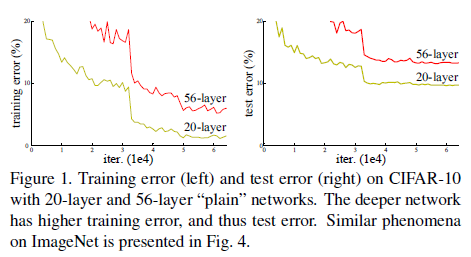 20
10
0
training error (%)
0 1 2 3 4 5 6
iter. (1e4)
56-layer
20-layer
20
10
0
test error (%)
0 1 2 3 4 5 6
iter. (1e4)
56-layer
20-layer
Figure 1. Training error (left) and test error (right) on CIFAR-10
with 20-layer and 56-layer “plain” networks. The deeper network
has higher training error, and thus test error. Similar phenomena
on ImageNet is presented in Fig. 4.